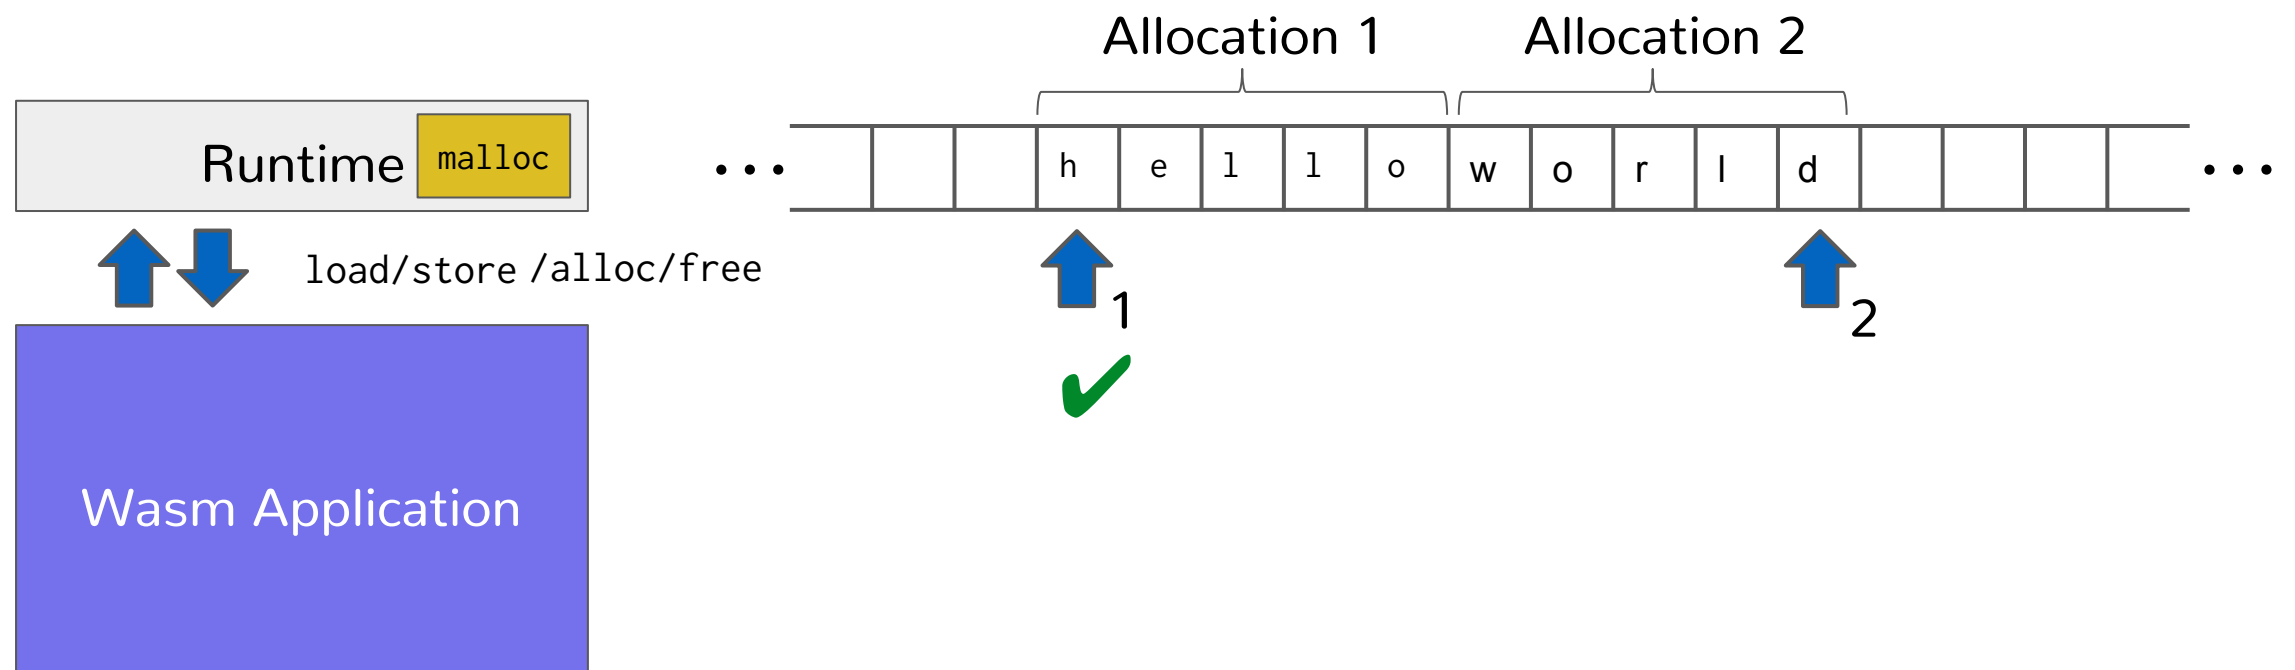 Allocation 1 Allocation 2
Runtime malloc
... h e l l o w o r l d ...
load/store /alloc/free
1 2
✔
Wasm Application